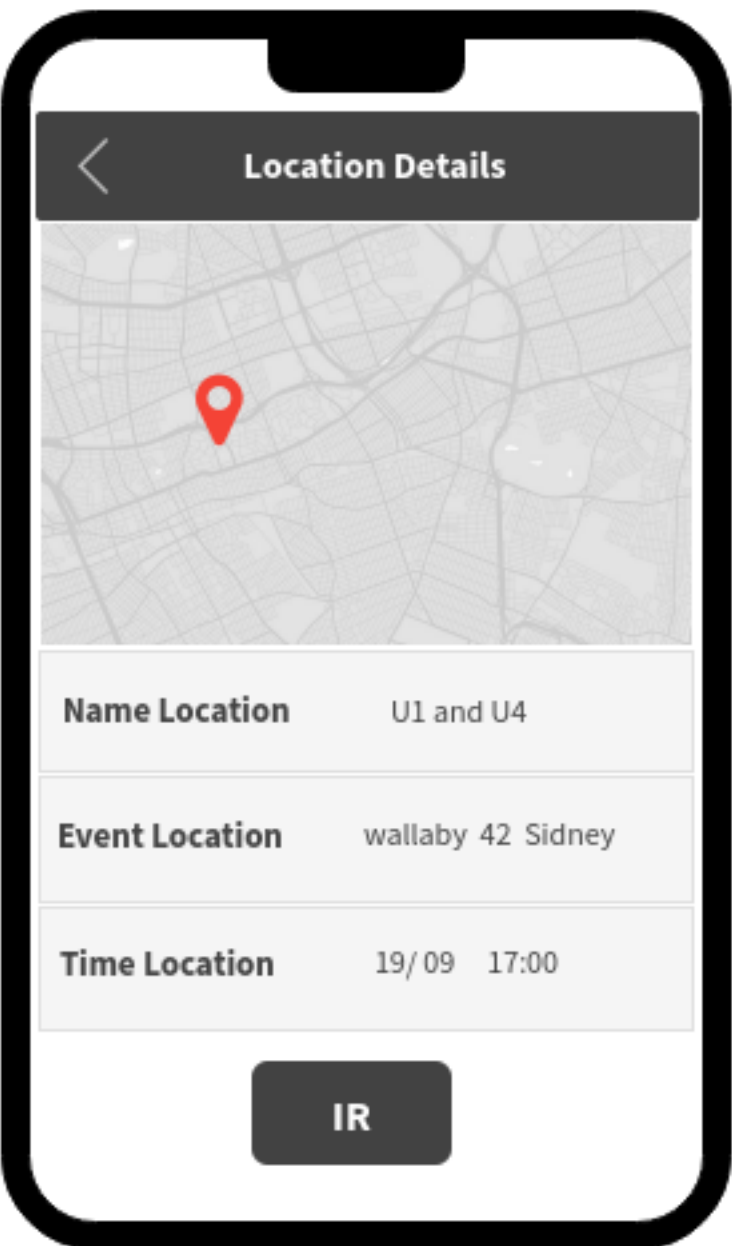 Location Details
Name Location U1 and U4
Event Location wallaby 42 Sidney
Time Location 19/ 09 17:00
IR